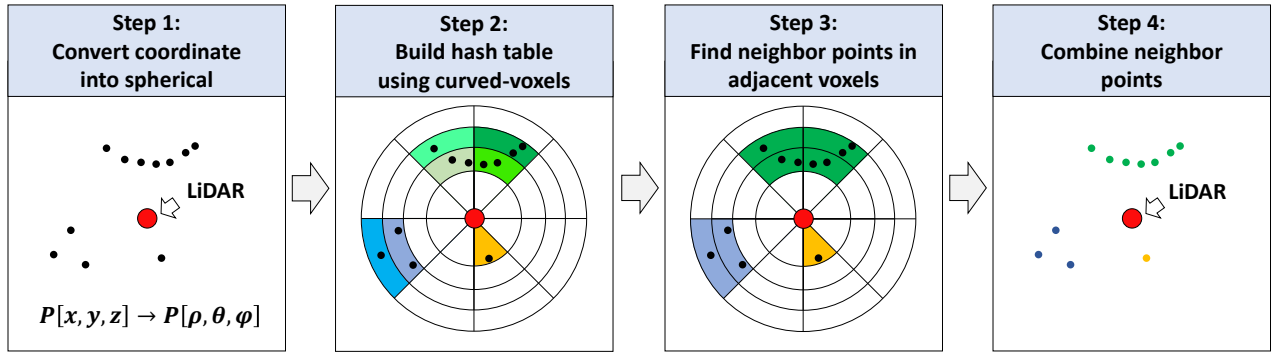 Step 1:
Convert coordinate
into spherical
LiDAR
P[x, y, z] → P[ρ, θ, φ]
Step 2:
Build hash table
using curved-voxels
Step 3:
Find neighbor points in
adjacent voxels
Step 4:
Combine neighbor
points
LiDAR